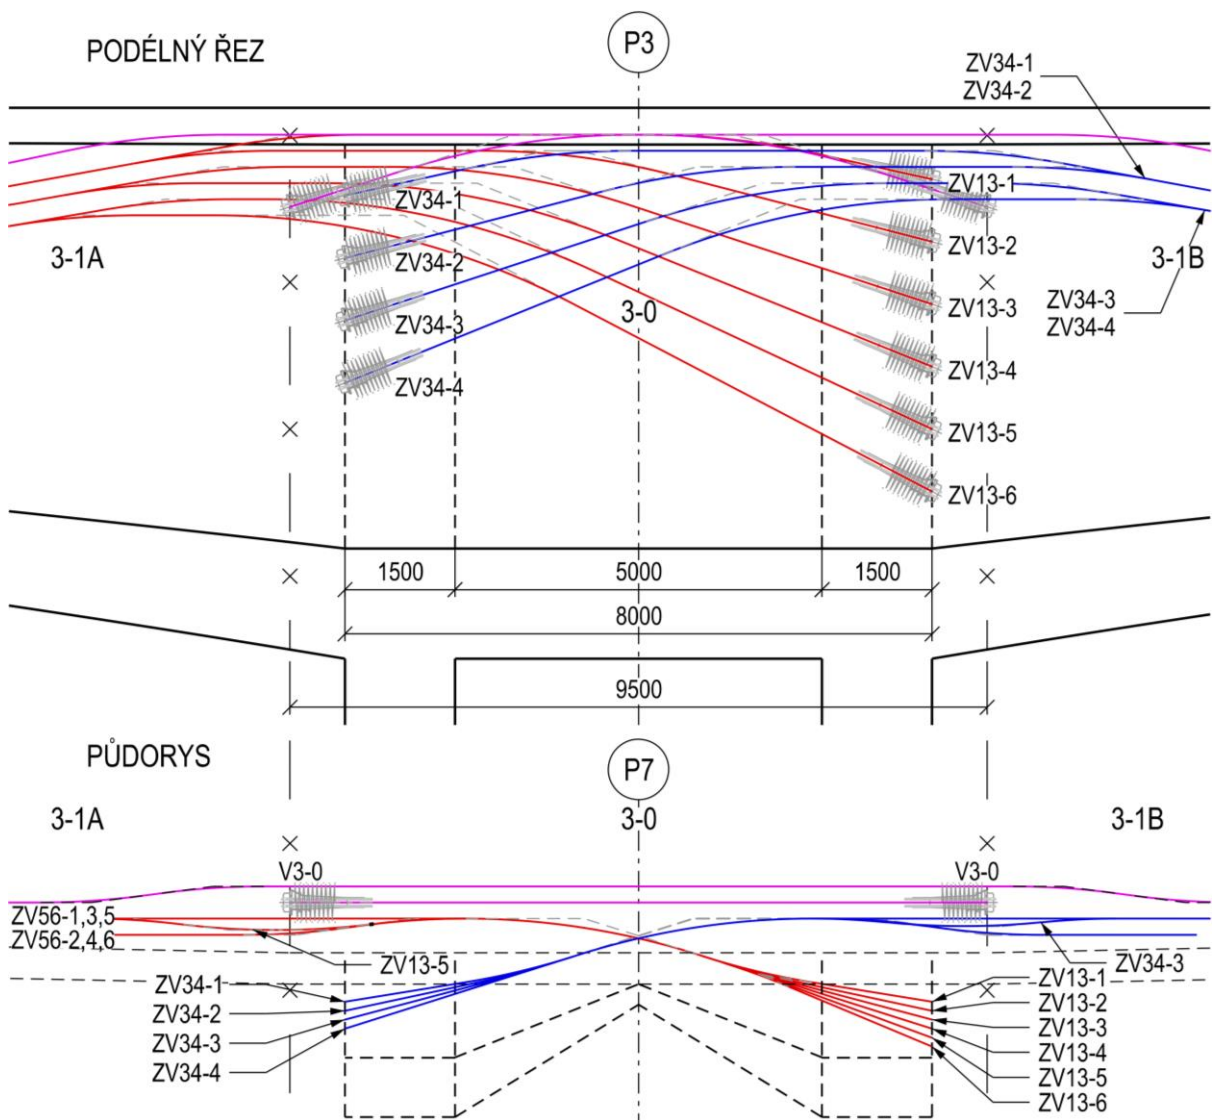 PODÉLNÝ ŘEZ
P3
ZV34-1
ZV34-2
ZV34-1
ZV13-1
3-1A
ZV34-2
ZV13-2
3-1B
ZV34-3
3-0
ZV13-3
ZV34-3
ZV34-4
ZV34-4
ZV13-4
ZV13-5
ZV13-6
1500
5000
1500
8000
9500
PŮDORYS
P7
3-1A
3-0
3-1B
V3-0
V3-0
ZV56-1,3,5
ZV56-2,4,6
ZV13-5
ZV34-3
ZV34-1
ZV34-2
ZV34-3
ZV34-4
ZV13-1
ZV13-2
ZV13-3
ZV13-4
ZV13-5
ZV13-6